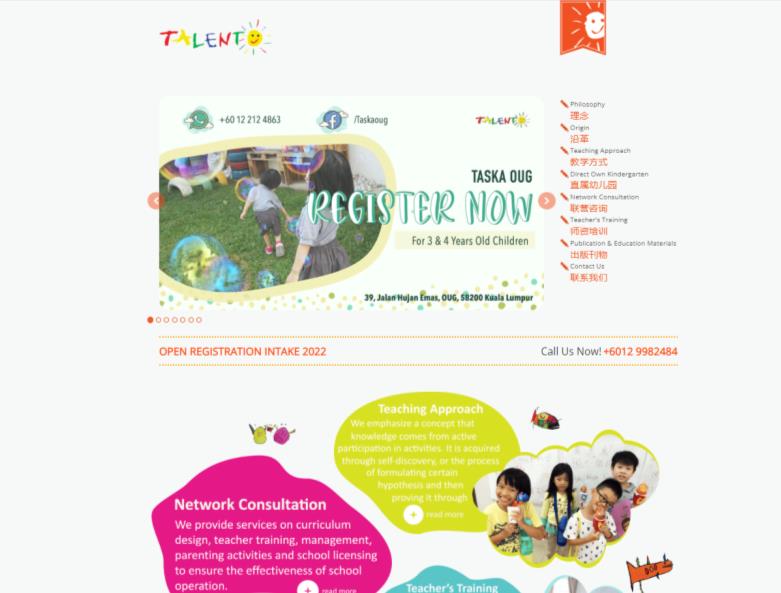 TALENTO
+60 12 212 4863
/Taskaoug
TALENTO
TASKA OUG
REGISTER NOW
For 3 & 4 Years Old Children
39, Jalan Hujan Emas, OUG, 58200 Kuala Lumpur
Philosophy
理念
Origin
沿革
Teaching Approach
教学方式
Direct Own Kindergarten
直属幼儿园
Network Consultation
联营咨询
Teacher's Training
师资培训
Publication & Education Materials
出版刊物
Contact Us
联系我们
OPEN REGISTRATION INTAKE 2022
Call Us Now! +6012 9982484
Teaching Approach
We emphasize a concept that
knowledge comes from active
participation in activities. It is acquired
through self-discovery, or the process
of formulating certain
hypothesis and then
proving it through
read more
Network Consultation
We provide services on curriculum
design, teacher training, management,
parenting activities and school licensing
to ensure the effectiveness of school
operation.
read more
Teacher's Training